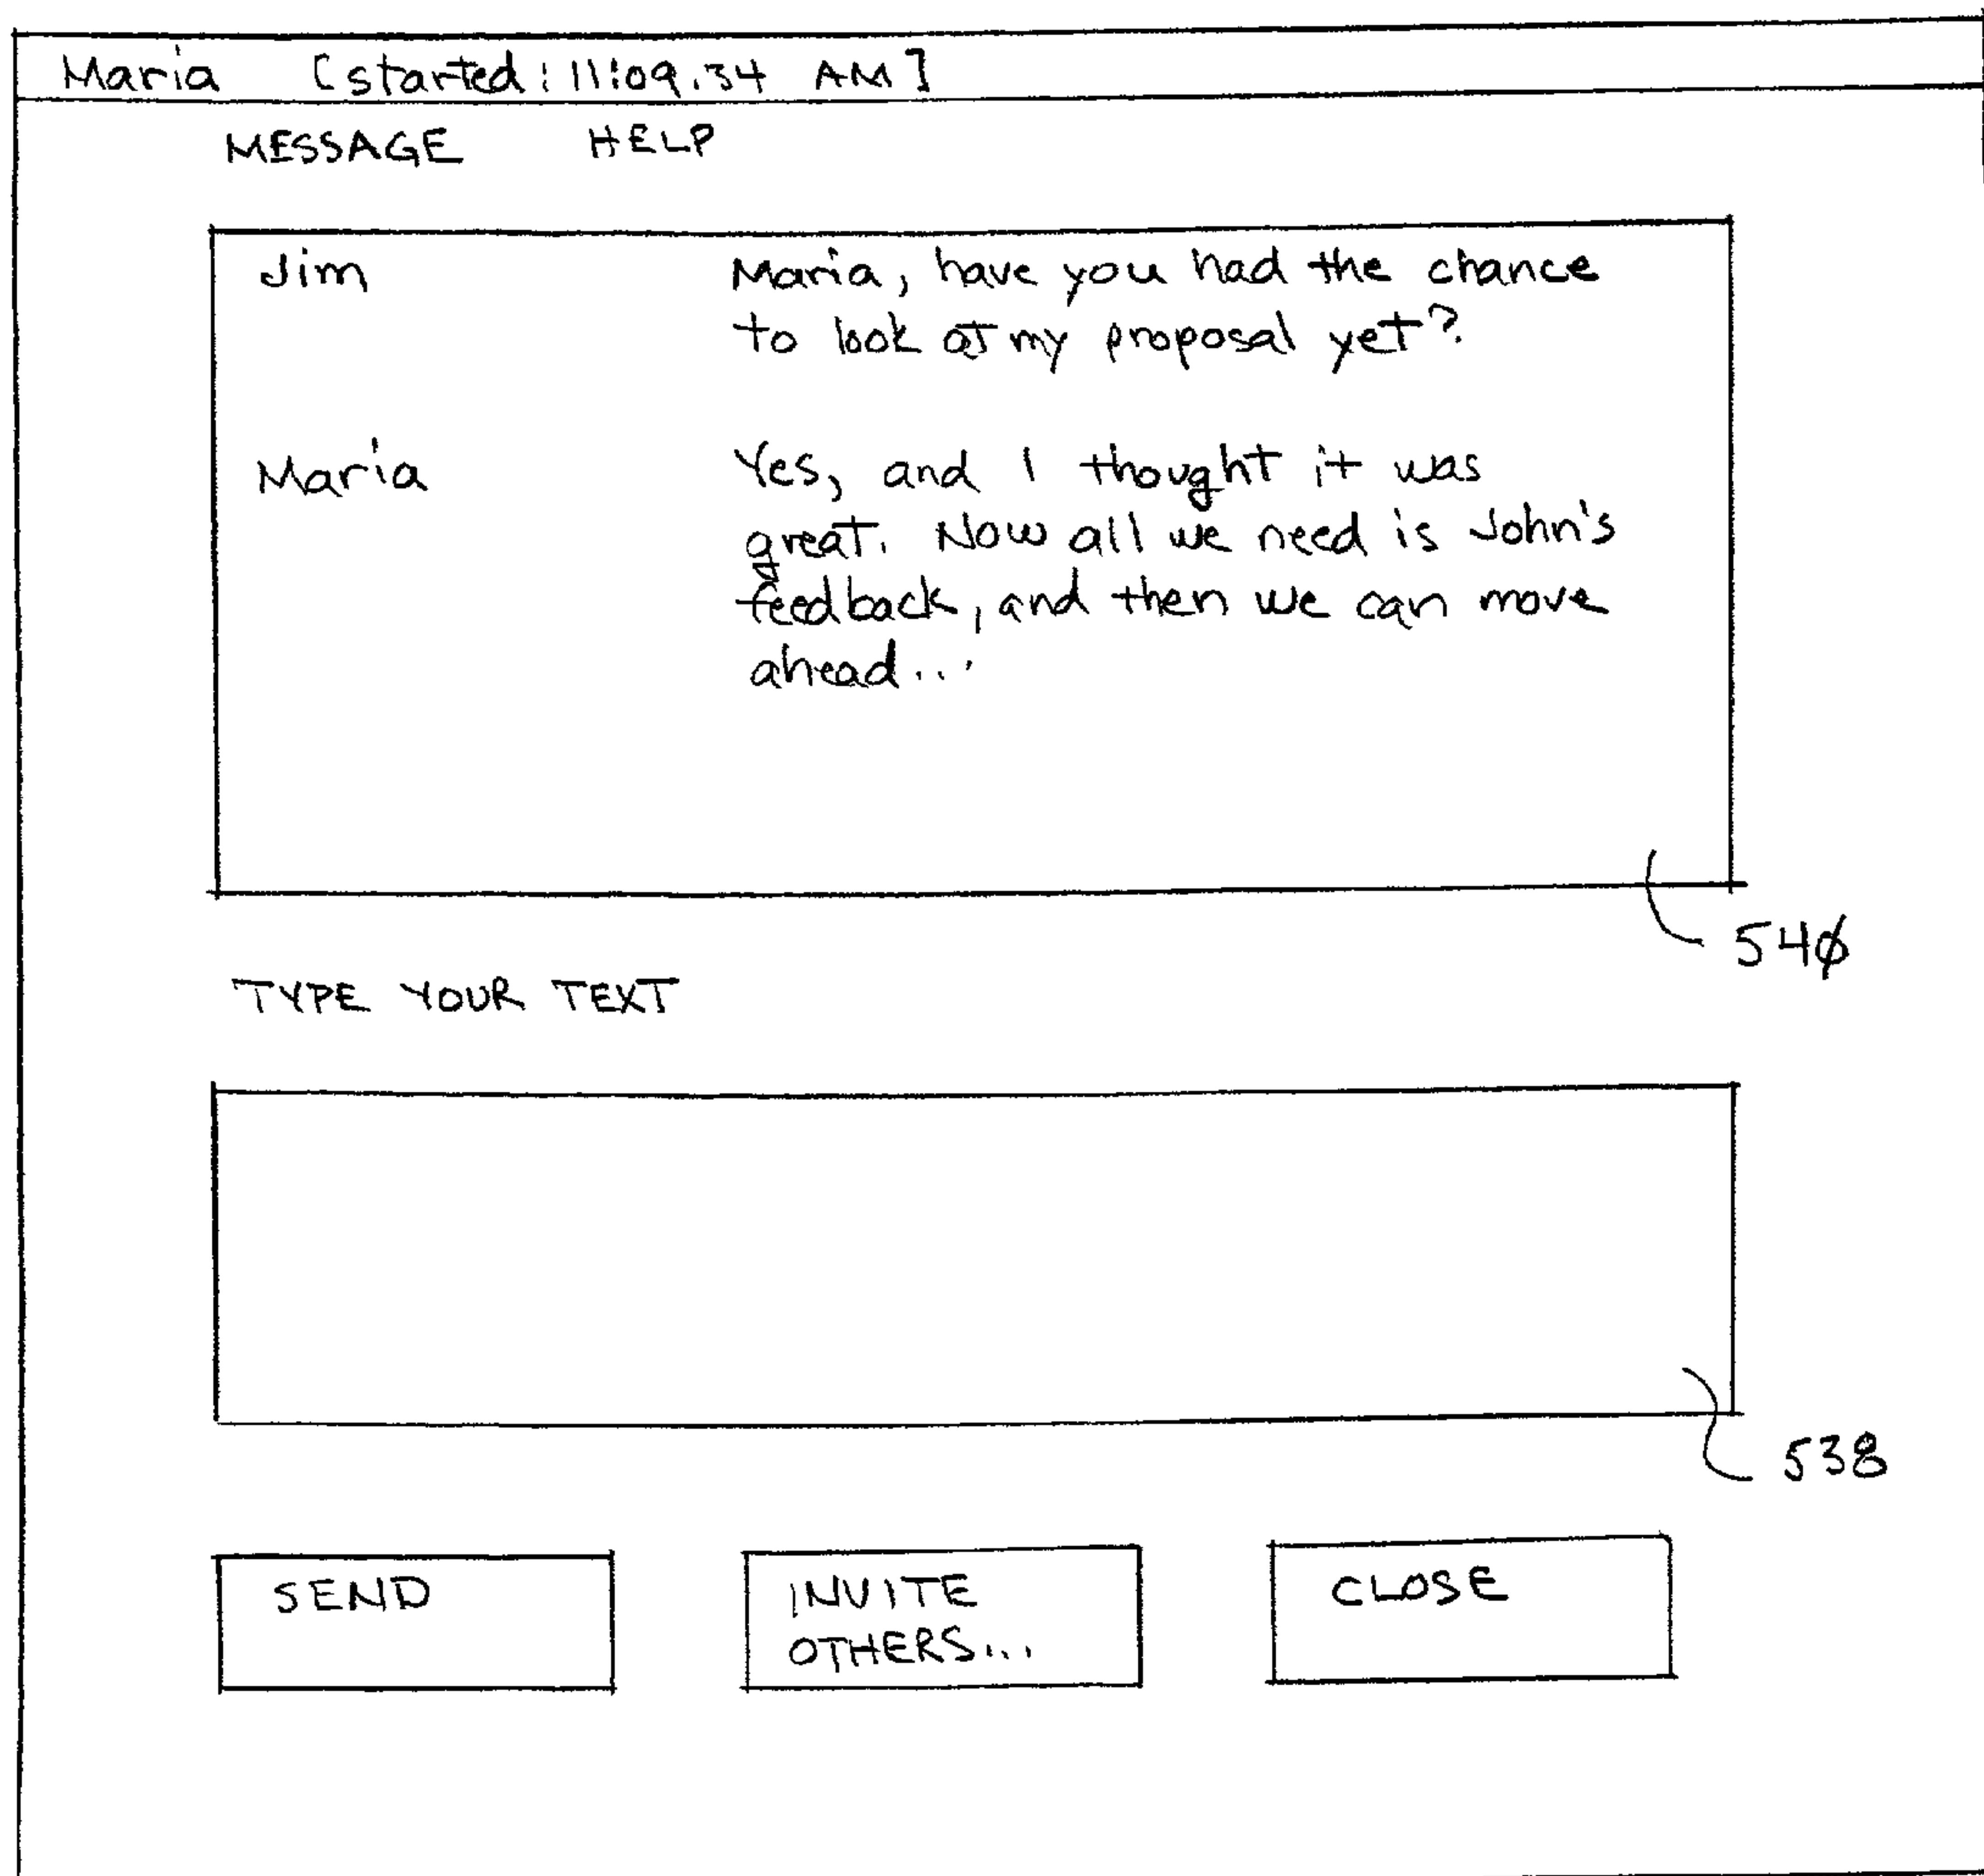 Maria [started: 11:09.34 AM]
MESSAGE HELP
Jim Maria, have you had the chance
to look at my proposal yet?
Maria Yes, and I thought it was
great. Now all we need is John's
feedback, and then we can move
ahead...
540
TYPE YOUR TEXT
538
SEND
INVITE
OTHERS...
CLOSE